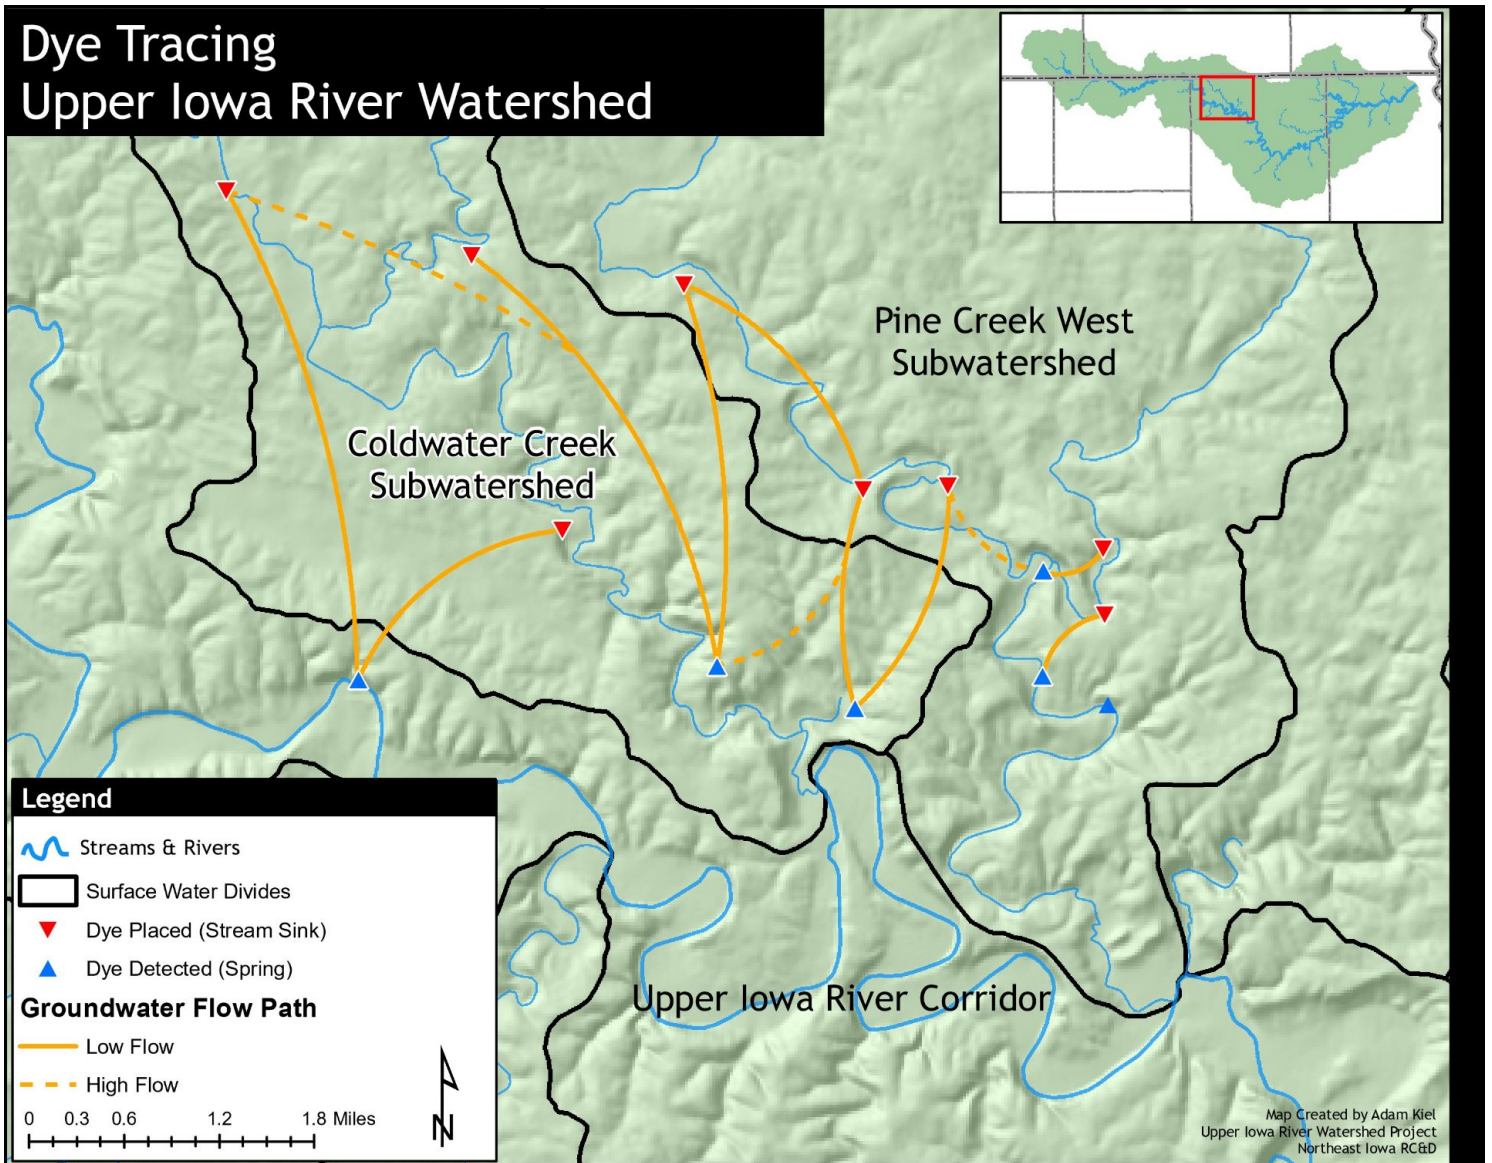 Dye Tracing
Upper Iowa River Watershed
Pine Creek West
Subwatershed
Coldwater Creek
Subwatershed
Upper Iowa River Corridor
Legend
Streams & Rivers
Surface Water Divides
Dye Placed (Stream Sink)
Dye Detected (Spring)
Groundwater Flow Path
Low Flow
High Flow
0 0.3 0.6 1.2 1.8 Miles
N
Map Created by Adam Kiel
Upper Iowa River Watershed Project
Northeast Iowa RC&D